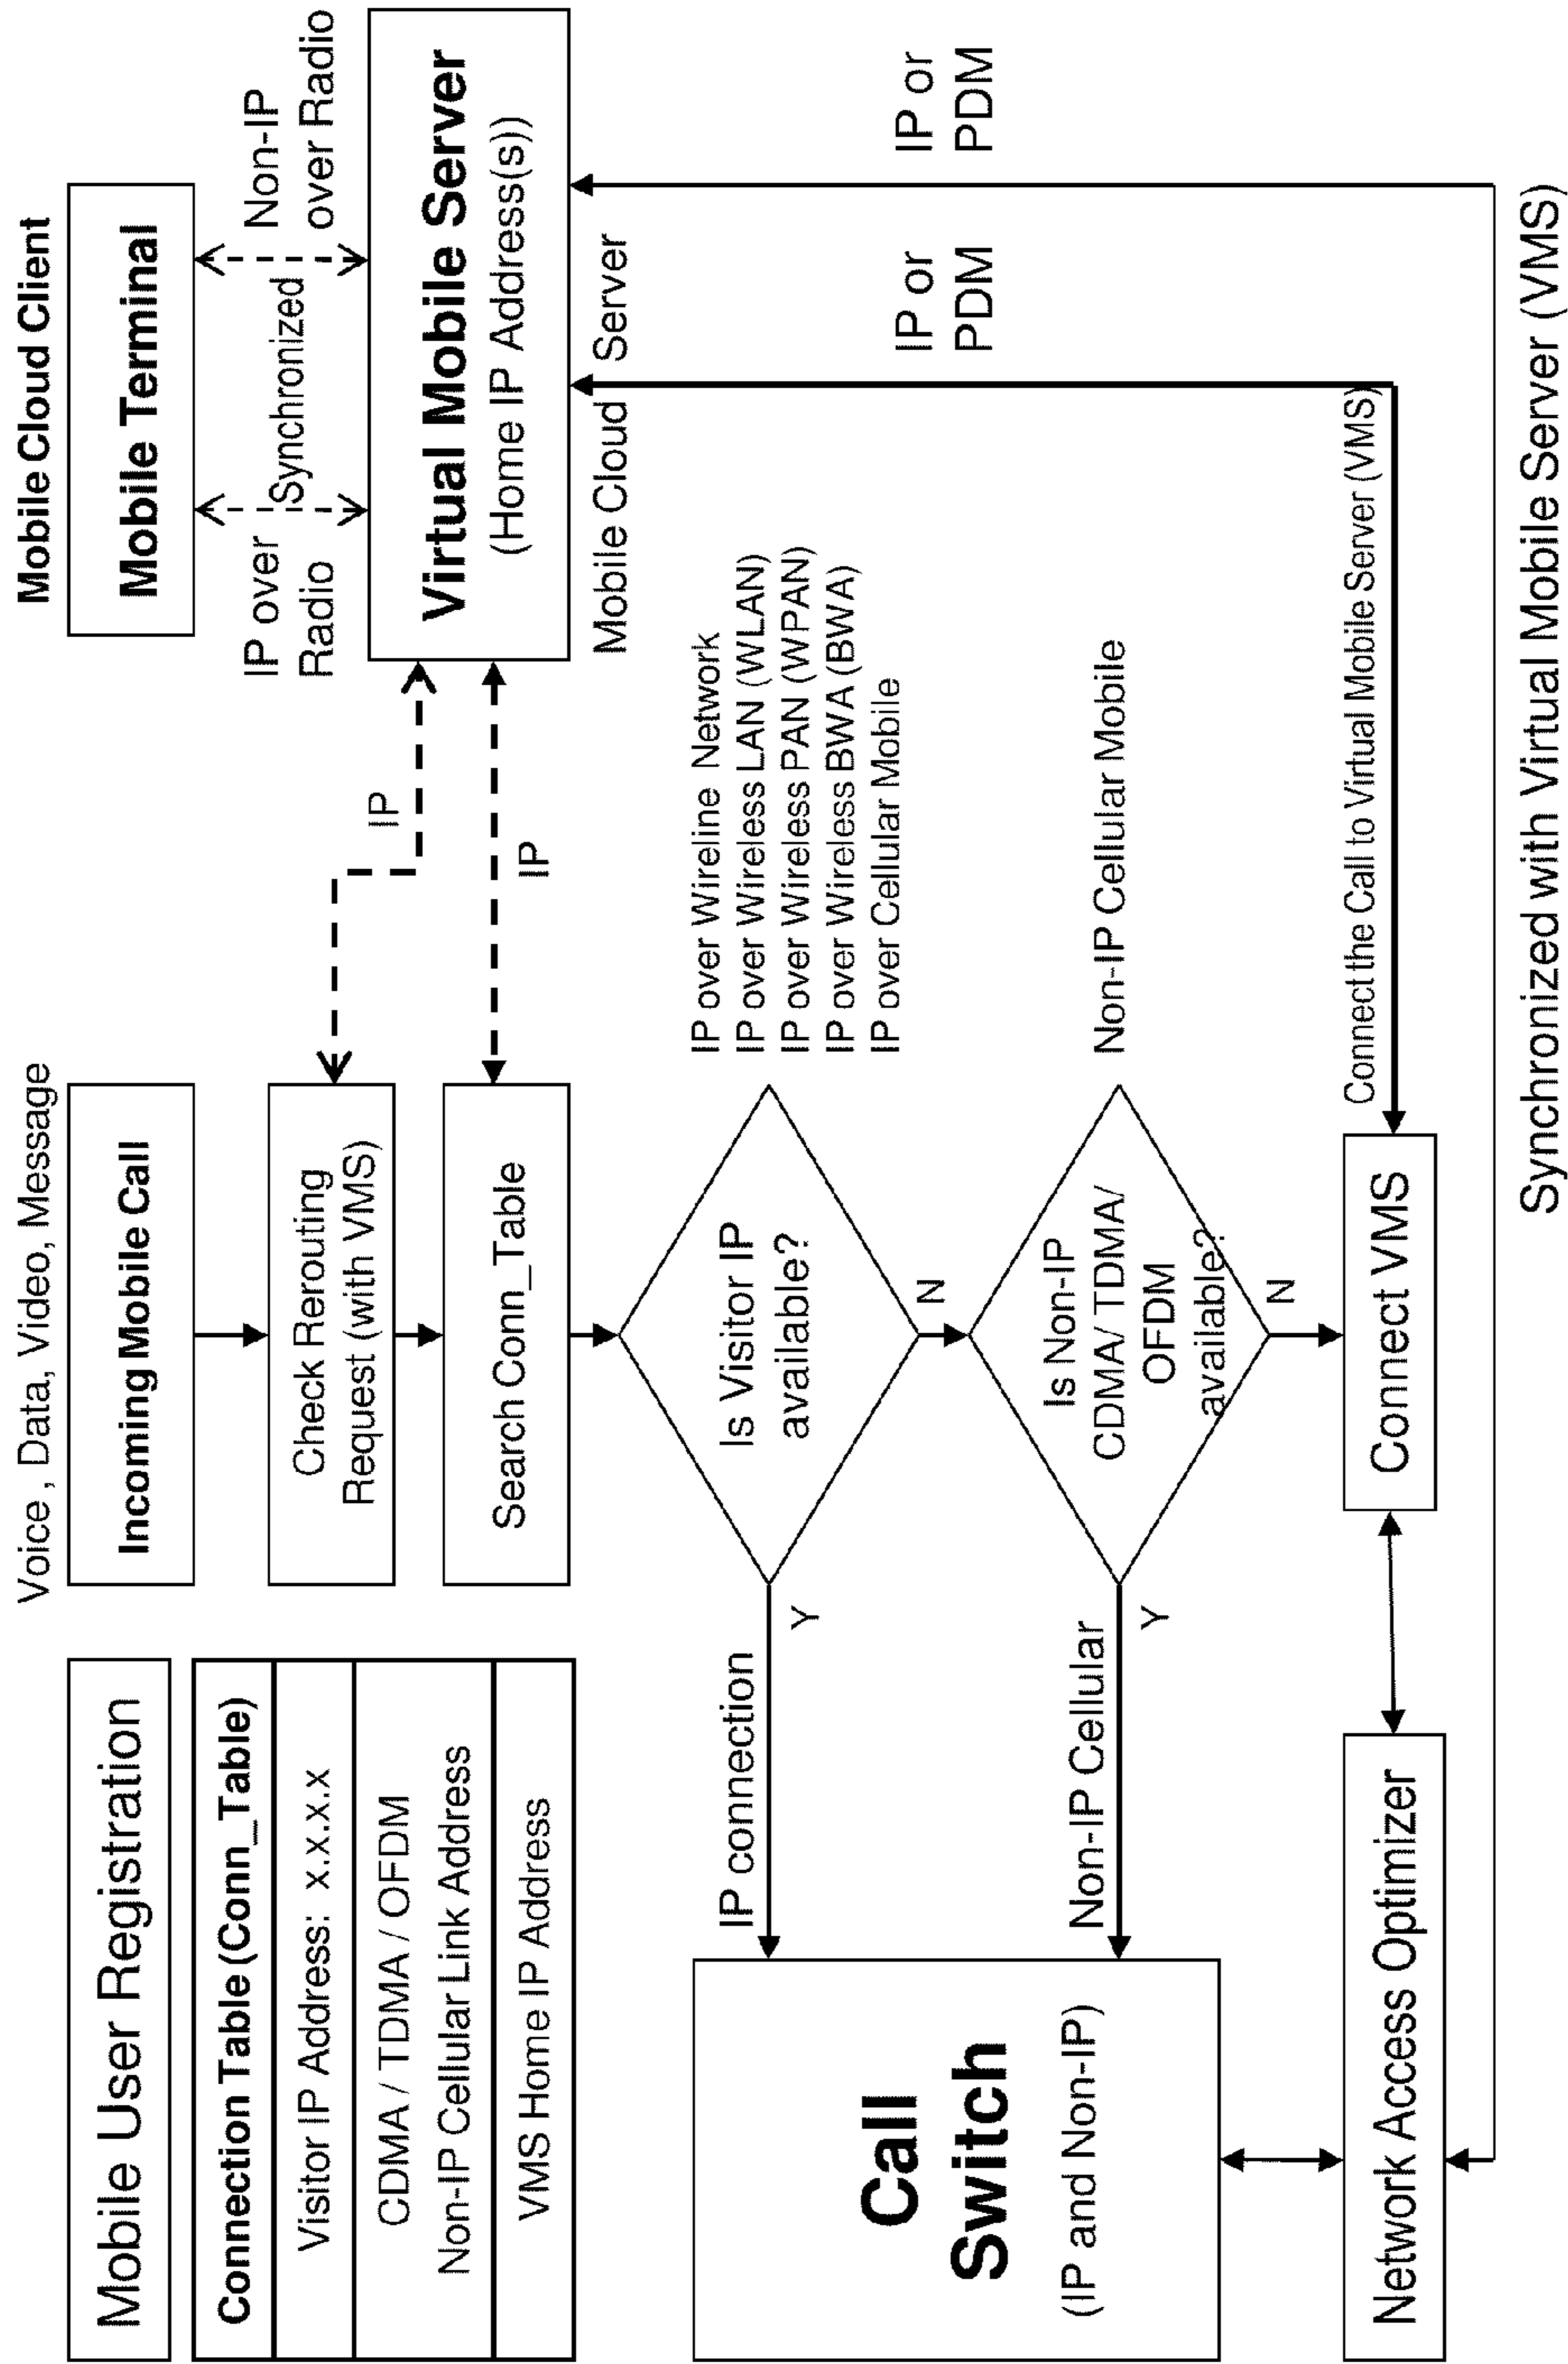 Mobile User Registration
Connection Table (Conn_Table)
Visitor IP Address: x.x.x.x
CDMA / TDMA / OFDM
Non-IP Cellular Link Address
VMS Home IP Address
Voice , Data, Video, Message
Incoming Mobile Call
Check Rerouting
Request (with VMS)
Search Conn_Table
Mobile Cloud Client
Mobile Terminal
IP over
Radio
Synchronized
Non-IP
over Radio
Virtual Mobile Server
(Home IP Address(s))
Mobile Cloud Server
IP
IP
Is Visitor IP
available?
Y
N
IP connection
IP over Wireline Network
IP over Wireless LAN (WLAN)
IP over Wireless PAN (WPAN)
IP over Wireless BWA (BWA)
IP over Cellular Mobile
Is Non-IP
CDMA/ TDMA/
OFDM
available?
Y
N
Non-IP Cellular
Non-IP Cellular Mobile
IP or
PDM
IP or
PDM
Call
Switch
(IP and Non-IP)
Connect VMS
Connect the Call to Virtual Mobile Server (VMS)
Network Access Optimizer
Synchronized with Virtual Mobile Server (VMS)